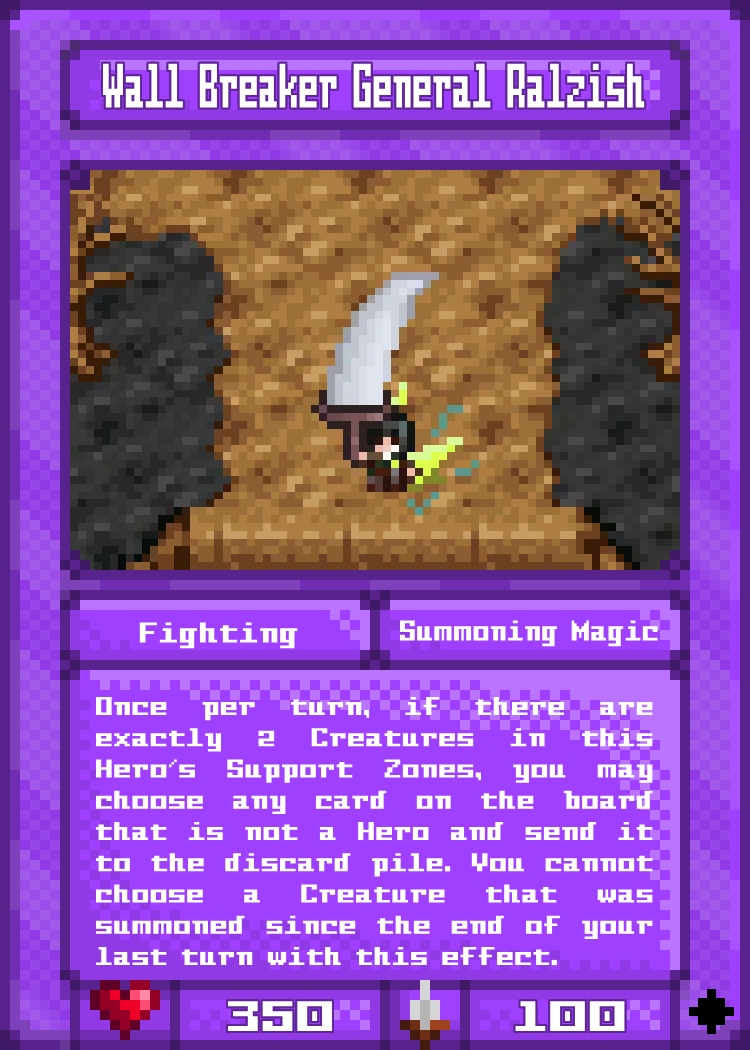 Wall Breaker General Ralzish
Fighting
Summoning Magic
Once per turn, if there are
exactly 2 Creatures in this
Hero's Support Zones, you may
choose any card on the board
that is not a Hero and send it
to the discard pile. You cannot
choose a Creature that was
summoned since the end of your
last turn with this effect.
350
100